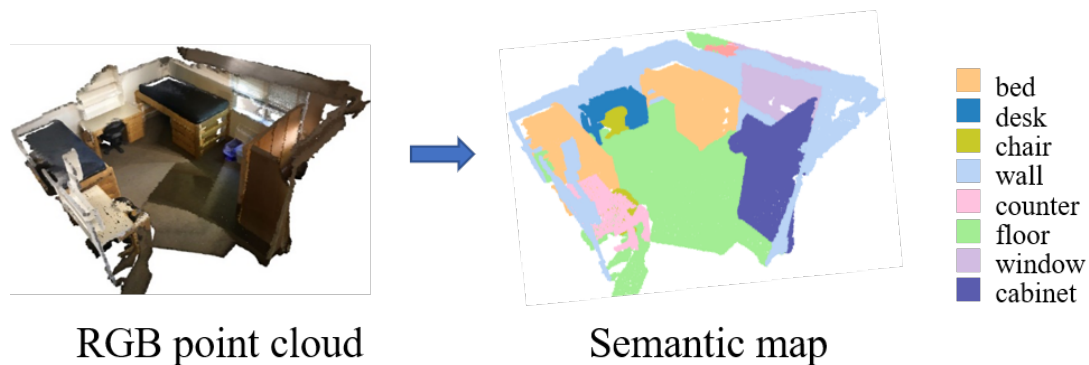 bed
desk
chair
wall
counter
floor
window
cabinet
RGB point cloud
Semantic map